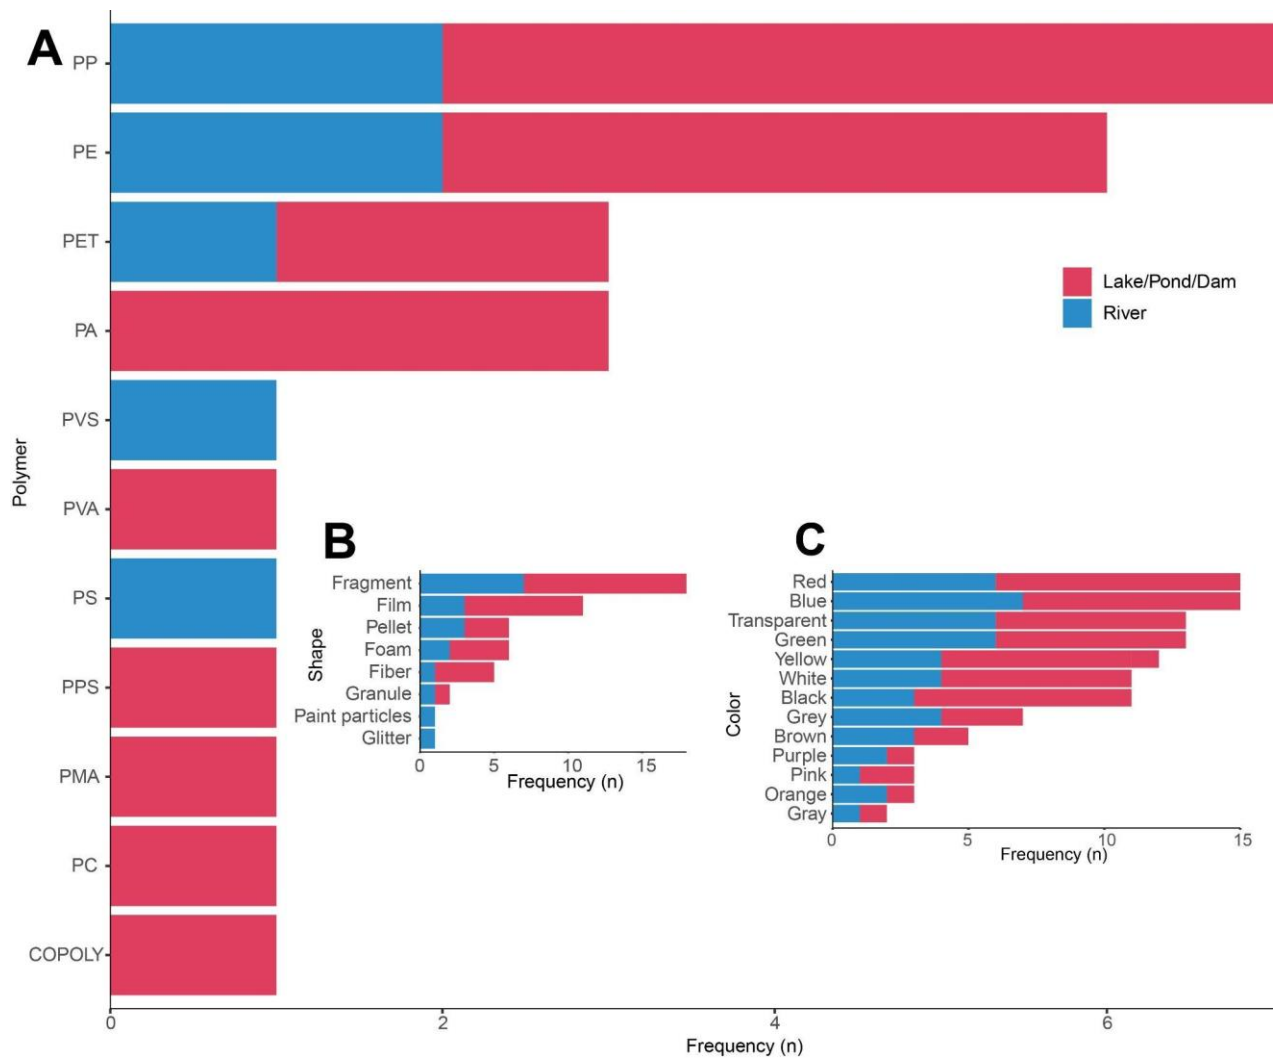 A
PP
PE
PET
PA
PVS
PVA
PS
PPS
PMA
PC
COPOLY
Polymer
0 2 4 6
Frequency (n)
Lake/Pond/Dam
River
B
Fragment
Film
Pellet
Foam
Fiber
Granule
Paint particles
Glitter
Shape
0 5 10 15
Frequency (n)
C
Red
Blue
Transparent
Green
Yellow
White
Black
Grey
Brown
Purple
Pink
Orange
Gray
Color
0 5 10 15
Frequency (n)